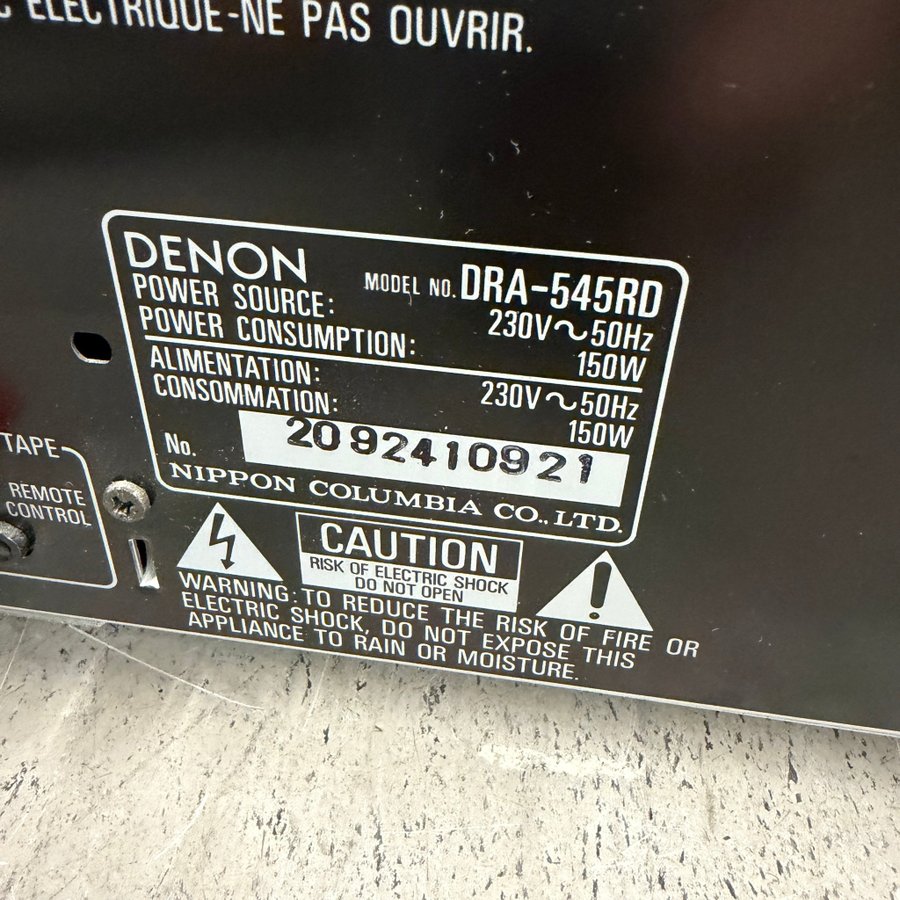 ELECTRIQUE-NE PAS OUVRIR.
DENON MODEL NO. DRA-545RD
POWER SOURCE: 230V~50Hz
POWER CONSUMPTION: 150W
ALIMENTATION: 230V~50Hz
CONSOMMATION: 150W
No. 2092410921
NIPPON COLUMBIA CO., LTD.
TAPE
REMOTE
CONTROL
CAUTION
RISK OF ELECTRIC SHOCK
DO NOT OPEN
WARNING: TO REDUCE THE RISK OF FIRE OR
ELECTRIC SHOCK, DO NOT EXPOSE THIS
APPLIANCE TO RAIN OR MOISTURE.